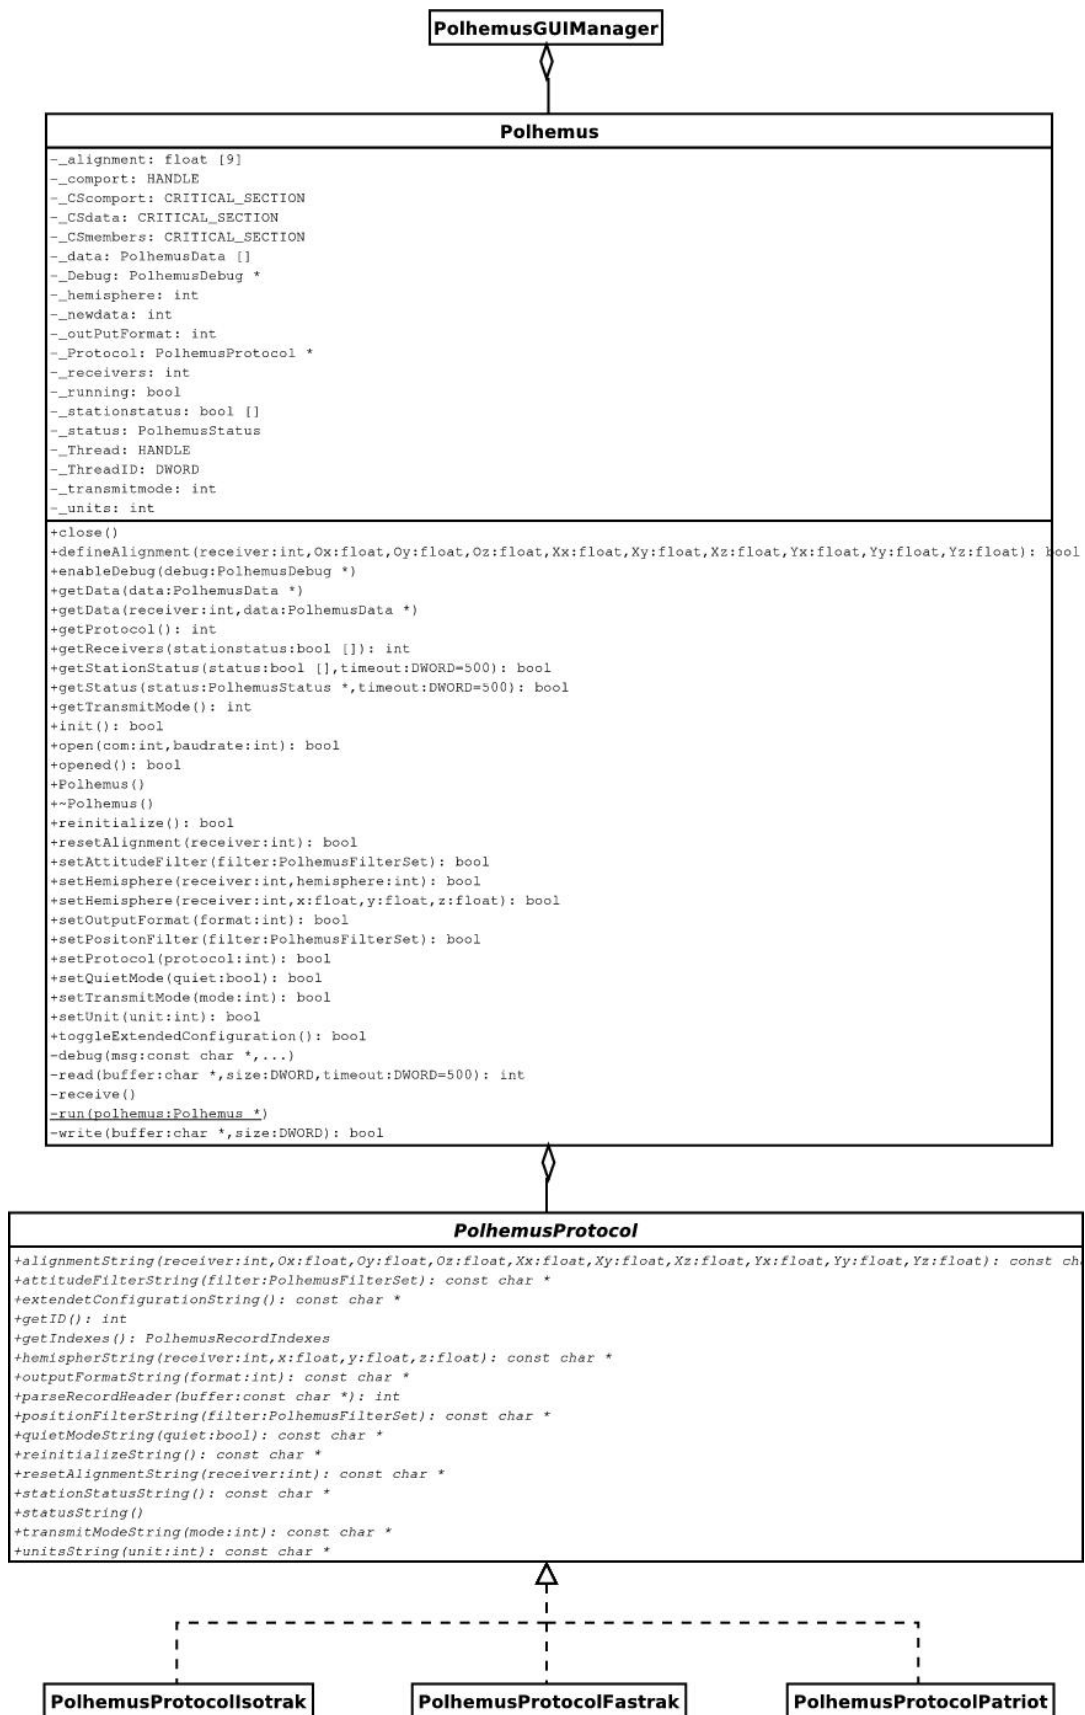 PolhemusGUIManager
Polhemus
-_alignment: float [9]
-_comport: HANDLE
-_CScomport: CRITICAL_SECTION
-_CSdata: CRITICAL_SECTION
-_CSmembers: CRITICAL_SECTION
-_data: PolhemusData []
-_Debug: PolhemusDebug *
-_hemisphere: int
-_newdata: int
-_outPutFormat: int
-_Protocol: PolhemusProtocol *
-_receivers: int
-_running: bool
-_stationstatus: bool []
-_status: PolhemusStatus
-_Thread: HANDLE
-_ThreadID: DWORD
-_transmitmode: int
-_units: int
+close()
+defineAlignment(receiver:int,Ox:float,Oy:float,Oz:float,Xx:float,Xy:float,Xz:float,Yx:float,Yy:float,Yz:float): bool
+enableDebug(debug:PolhemusDebug *)
+getData(data:PolhemusData *)
+getData(receiver:int,data:PolhemusData *)
+getProtocol(): int
+getReceivers(stationstatus:bool []): int
+getStationStatus(status:bool [],timeout:DWORD=500): bool
+getStatus(status:PolhemusStatus *,timeout:DWORD=500): bool
+getTransmitMode(): int
+init(): bool
+open(com:int,baudrate:int): bool
+opened(): bool
+Polhemus()
+~Polhemus()
+reinitialize(): bool
+resetAlignment(receiver:int): bool
+setAttitudeFilter(filter:PolhemusFilterSet): bool
+setHemisphere(receiver:int,hemisphere:int): bool
+setHemisphere(receiver:int,x:float,y:float,z:float): bool
+setOutputFormat(format:int): bool
+setPositonFilter(filter:PolhemusFilterSet): bool
+setProtocol(protocol:int): bool
+setQuietMode(quiet:bool): bool
+setTransmitMode(mode:int): bool
+setUnit(unit:int): bool
+toggleExtendedConfiguration(): bool
-debug(msg:const char *,...)
-read(buffer:char *,size:DWORD,timeout:DWORD=500): int
-receive()
-run(polhemus:Polhemus *)
-write(buffer:char *,size:DWORD): bool
PolhemusProtocol
+alignmentString(receiver:int,Ox:float,Oy:float,Oz:float,Xx:float,Xy:float,Xz:float,Yx:float,Yy:float,Yz:float): const cha
+attitudeFilterString(filter:PolhemusFilterSet): const char *
+extendetConfigurationString(): const char *
+getID(): int
+getIndexes(): PolhemusRecordIndexes
+hemispherString(receiver:int,x:float,y:float,z:float): const char *
+outputFormatString(format:int): const char *
+parseRecordHeader(buffer:const char *): int
+positionFilterString(filter:PolhemusFilterSet): const char *
+quietModeString(quiet:bool): const char *
+reinitializeString(): const char *
+resetAlignmentString(receiver:int): const char *
+stationStatusString(): const char *
+statusString()
+transmitModeString(mode:int): const char *
+unitsString(unit:int): const char *
PolhemusProtocolIsotrak
PolhemusProtocolFastrak
PolhemusProtocolPatriot